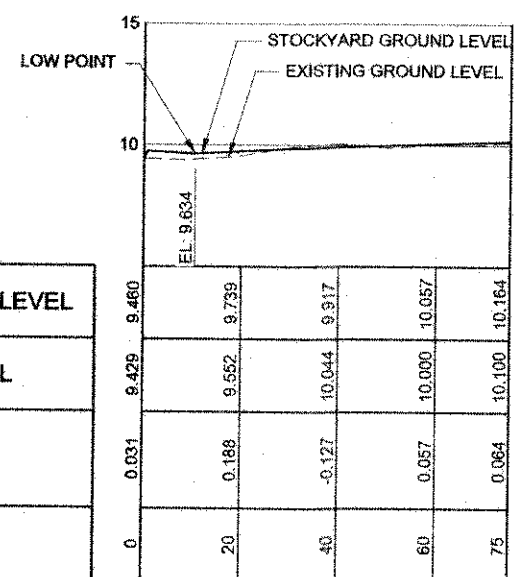 15
STOCKYARD GROUND LEVEL
LOW POINT
EXISTING GROUND LEVEL
10
EL: 9.634
LEVEL 9.460 9.739 9.917 10.057 10.164
L 9.429 9.552 10.044 10.000 10.100
0.031 0.188 -0.127 0.057 0.064
0 20 40 60 75